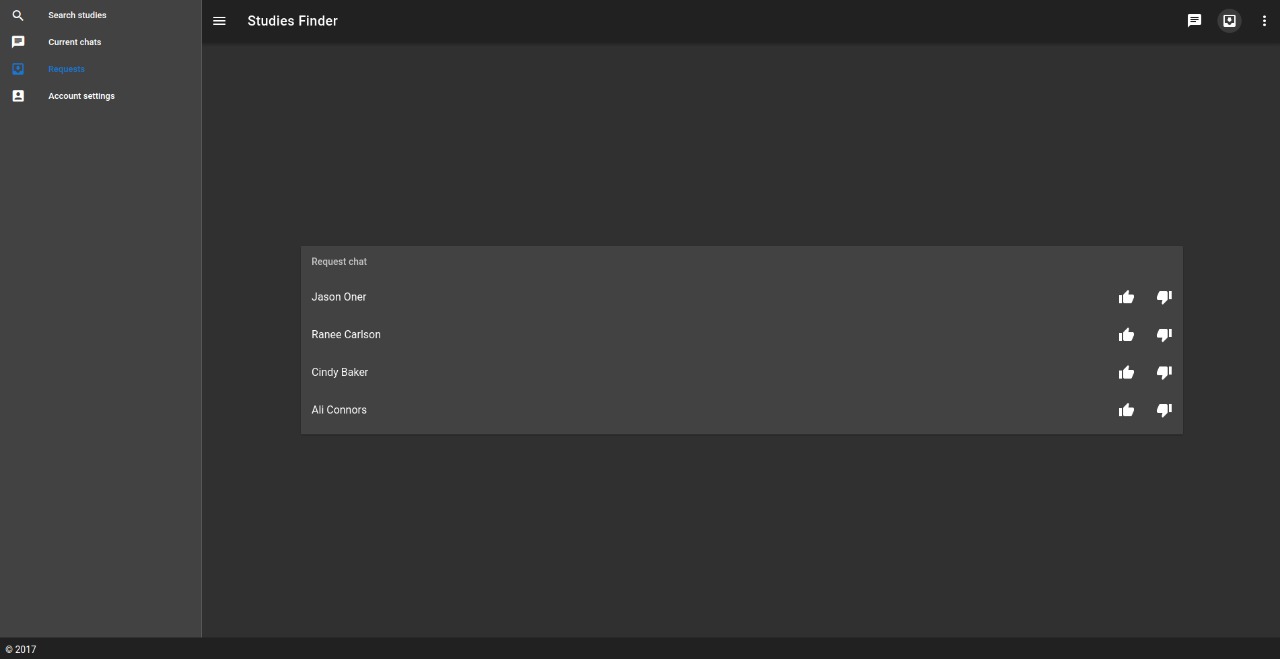 Search studies
Current chats
Requests
Account settings
Studies Finder
Request chat
Jason Oner
Ranee Carlson
Cindy Baker
Ali Connors
© 2017